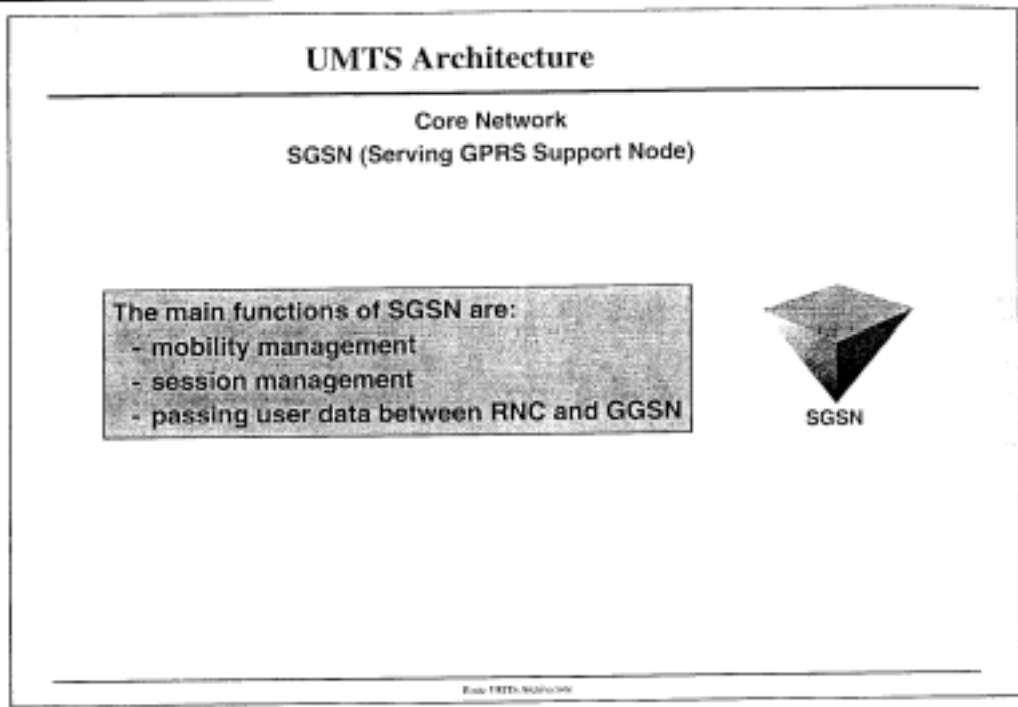 UMTS Architecture
Core Network
SGSN (Serving GPRS Support Node)
The main functions of SGSN are:
- mobility management
- session management
- passing user data between RNC and GGSN
SGSN